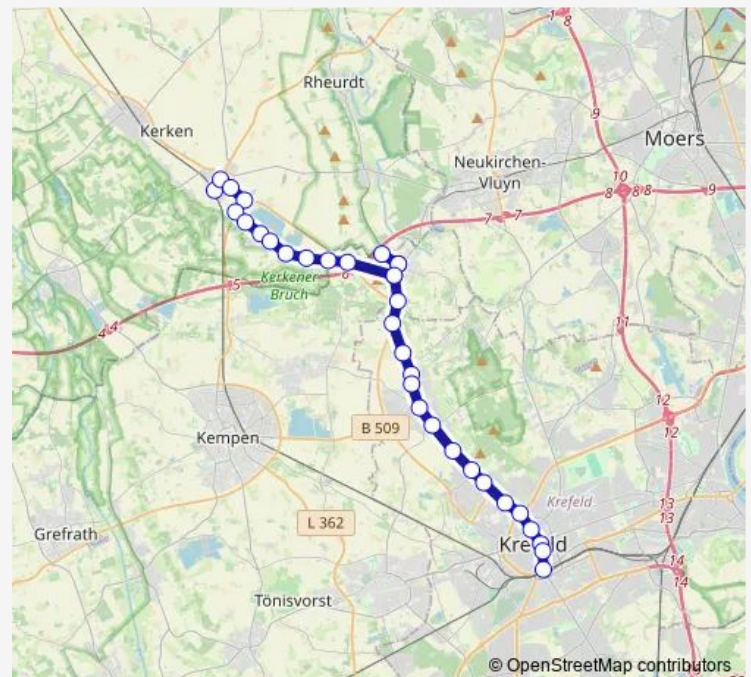 1
8
Rheurdt
9
Kerken
Moers
Neukirchen-
Vluyn
10
8
8 8
9
7
7
5
6
Kerkener
Bruch
4 4
11
12
12
B 509
Kempen
Krefeld
13
13
L 362
Grefrath
Krefeld
14
14
Tönisvorst
© OpenStreetMap contributors